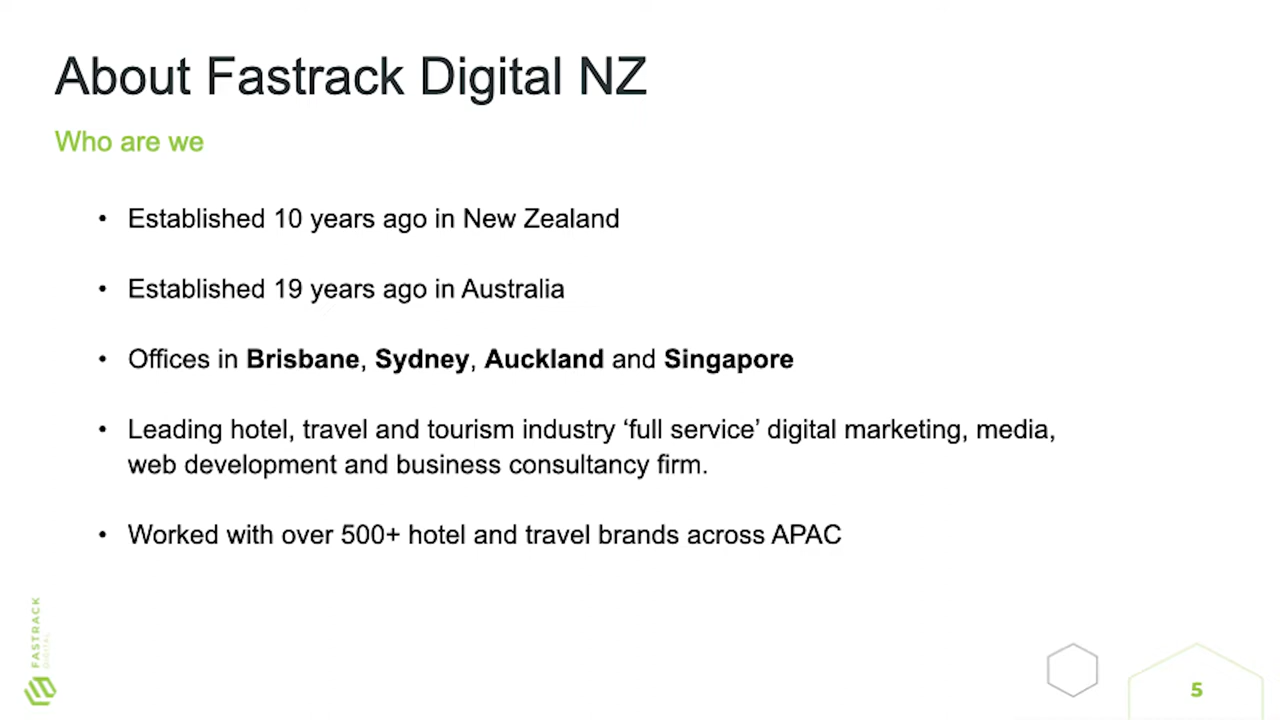 About Fastrack Digital NZ
Who are we
• Established 10 years ago in New Zealand
• Established 19 years ago in Australia
• Offices in Brisbane, Sydney, Auckland and Singapore
• Leading hotel, travel and tourism industry ‘full service’ digital marketing, media,
web development and business consultancy firm.
• Worked with over 500+ hotel and travel brands across APAC
FASTRACK
DIGITAL
5